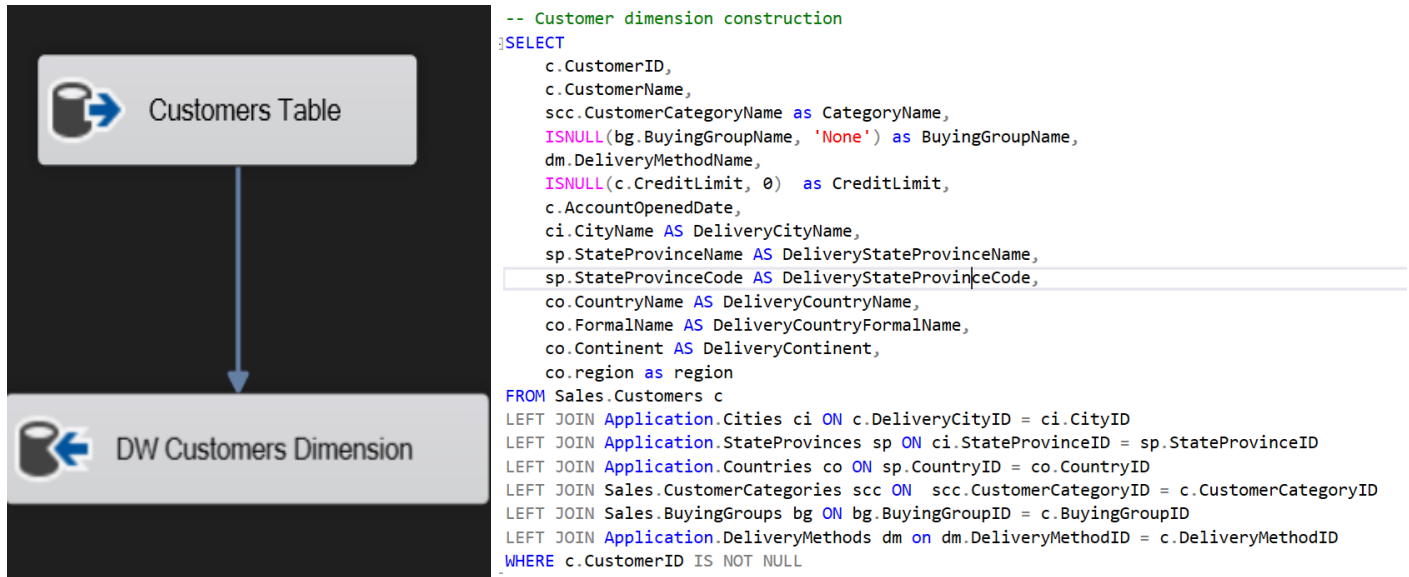 Customers Table
DW Customers Dimension
-- Customer dimension construction
SELECT
c.CustomerID,
c.CustomerName,
scc.CustomerCategoryName as CategoryName,
ISNULL(bg.BuyingGroupName, 'None') as BuyingGroupName,
dm.DeliveryMethodName,
ISNULL(c.CreditLimit, 0)  as CreditLimit,
c.AccountOpenedDate,
ci.CityName AS DeliveryCityName,
sp.StateProvinceName AS DeliveryStateProvinceName,
sp.StateProvinceCode AS DeliveryStateProvinceCode,
co.CountryName AS DeliveryCountryName,
co.FormalName AS DeliveryCountryFormalName,
co.Continent AS DeliveryContinent,
co.region as region
FROM Sales.Customers c
LEFT JOIN Application.Cities ci ON c.DeliveryCityID = ci.CityID
LEFT JOIN Application.StateProvinces sp ON ci.StateProvinceID = sp.StateProvinceID
LEFT JOIN Application.Countries co ON sp.CountryID = co.CountryID
LEFT JOIN Sales.CustomerCategories scc ON  scc.CustomerCategoryID = c.CustomerCategoryID
LEFT JOIN Sales.BuyingGroups bg ON bg.BuyingGroupID = c.BuyingGroupID
LEFT JOIN Application.DeliveryMethods dm on dm.DeliveryMethodID = c.DeliveryMethodID
WHERE c.CustomerID IS NOT NULL